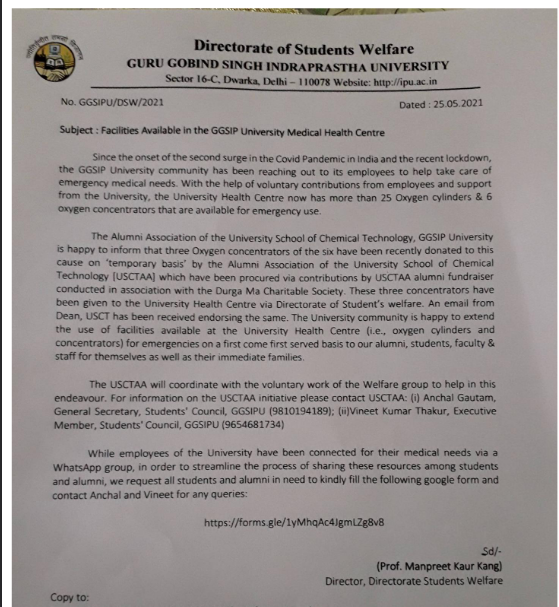 Directorate of Students Welfare
GURU GOBIND SINGH INDRAPRASTHA UNIVERSITY
Sector 16-C, Dwarka, Delhi – 110078 Website: http://ipu.ac.in
No. GGSIPU/DSW/2021
Dated : 25.05.2021
Subject : Facilities Available in the GGSIP University Medical Health Centre
Since the onset of the second surge in the Covid Pandemic in India and the recent lockdown,
the GGSIP University community has been reaching out to its employees to help take care of
emergency medical needs. With the help of voluntary contributions from employees and support
from the University, the University Health Centre now has more than 25 Oxygen cylinders & 6
oxygen concentrators that are available for emergency use.
The Alumni Association of the University School of Chemical Technology, GGSIP University
is happy to inform that three Oxygen concentrators of the six have been recently donated to this
cause on 'temporary basis' by the Alumni Association of the University School of Chemical
Technology [USCTAA) which have been procured via contributions by USCTAA alumni fundraiser
conducted in association with the Durga Ma Charitable Society. These three concentrators have
been given to the University Health Centre via Directorate of Student's welfare. An email from
Dean, USCT has been received endorsing the same. The University community is happy to extend
the use of facilities available at the University Health Centre (i.e., oxygen cylinders and
concentrators) for emergencies on a first come first served basis to our alumni, students, faculty &
staff for themselves as well as their immediate families.
The USCTAA will coordinate with the voluntary work of the Welfare group to help in this
endeavour. For information on the USCTAA initiative please contact USCTAA: (i) Anchal Gautam,
General Secretary, Students' Council, GGSIPU (9810194189); (ii)Vineet Kumar Thakur, Executive
Member, Students' Council, GGSIPU (9654681734)
While employees of the University have been connected for their medical needs via a
WhatsApp group, in order to streamline the process of sharing these resources among students
and alumni, we request all students and alumni in need to kindly fill the following google form and
contact Anchal and Vineet for any queries:
https://forms.gle/1yMhqAc4JgmLZg8v8
Sd/-
(Prof. Manpreet Kaur Kang)
Director, Directorate Students Welfare
Copy to: